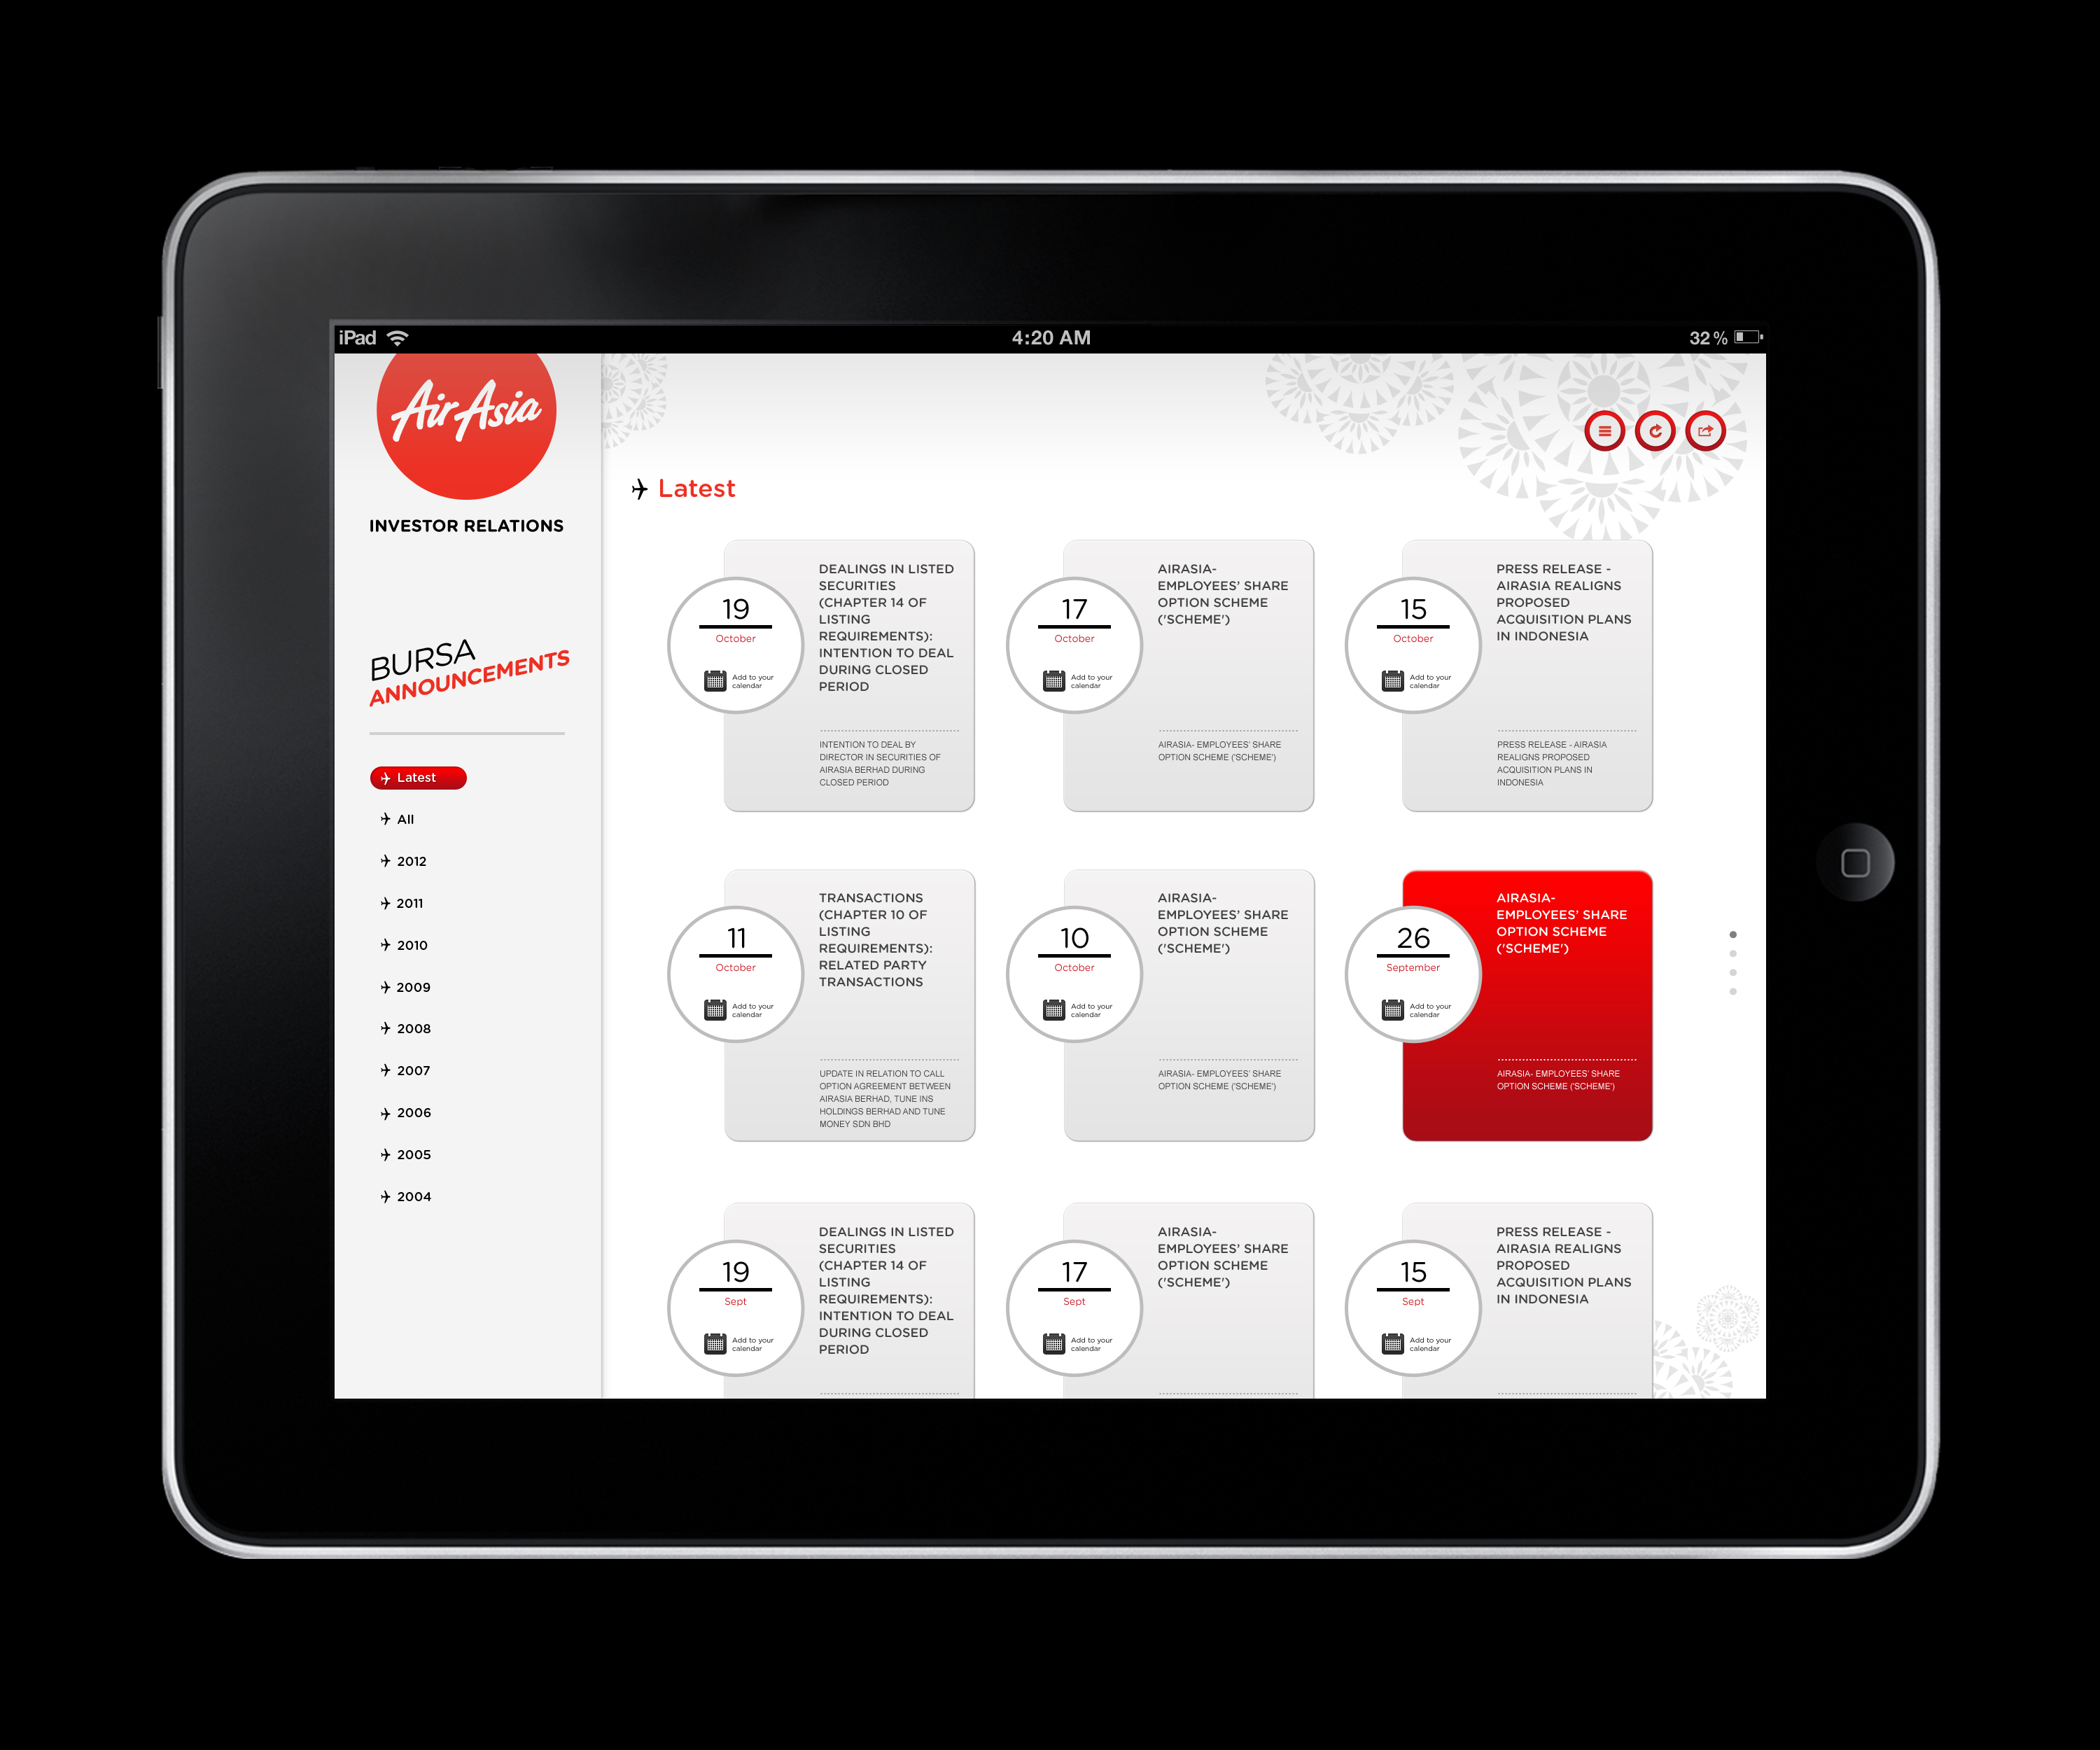 iPad
4:20 AM
32%
AirAsia
INVESTOR RELATIONS
BURSA
ANNOUNCEMENTS
Latest
All
2012
2011
2010
2009
2008
2007
2006
2005
2004
Latest
19
October
Add to your
calendar
DEALINGS IN LISTED
SECURITIES
(CHAPTER 14 OF
LISTING
REQUIREMENTS):
INTENTION TO DEAL
DURING CLOSED
PERIOD
INTENTION TO DEAL BY
DIRECTOR IN SECURITIES OF
AIRASIA BERHAD DURING
CLOSED PERIOD
17
October
Add to your
calendar
AIRASIA-
EMPLOYEES' SHARE
OPTION SCHEME
('SCHEME')
AIRASIA- EMPLOYEES' SHARE
OPTION SCHEME ('SCHEME')
15
October
Add to your
calendar
PRESS RELEASE -
AIRASIA REALIGNS
PROPOSED
ACQUISITION PLANS
IN INDONESIA
PRESS RELEASE - AIRASIA
REALIGNS PROPOSED
ACQUISITION PLANS IN
INDONESIA
11
October
Add to your
calendar
TRANSACTIONS
(CHAPTER 10 OF
LISTING
REQUIREMENTS):
RELATED PARTY
TRANSACTIONS
UPDATE IN RELATION TO CALL
OPTION AGREEMENT BETWEEN
AIRASIA BERHAD, TUNE INS
HOLDINGS BERHAD AND TUNE
MONEY SDN BHD
10
October
Add to your
calendar
AIRASIA-
EMPLOYEES' SHARE
OPTION SCHEME
('SCHEME')
AIRASIA- EMPLOYEES' SHARE
OPTION SCHEME ('SCHEME')
26
September
Add to your
calendar
AIRASIA-
EMPLOYEES' SHARE
OPTION SCHEME
('SCHEME')
AIRASIA- EMPLOYEES' SHARE
OPTION SCHEME ('SCHEME')
19
Sept
Add to your
calendar
DEALINGS IN LISTED
SECURITIES
(CHAPTER 14 OF
LISTING
REQUIREMENTS):
INTENTION TO DEAL
DURING CLOSED
PERIOD
17
Sept
Add to your
calendar
AIRASIA-
EMPLOYEES' SHARE
OPTION SCHEME
('SCHEME')
15
Sept
Add to your
calendar
PRESS RELEASE -
AIRASIA REALIGNS
PROPOSED
ACQUISITION PLANS
IN INDONESIA